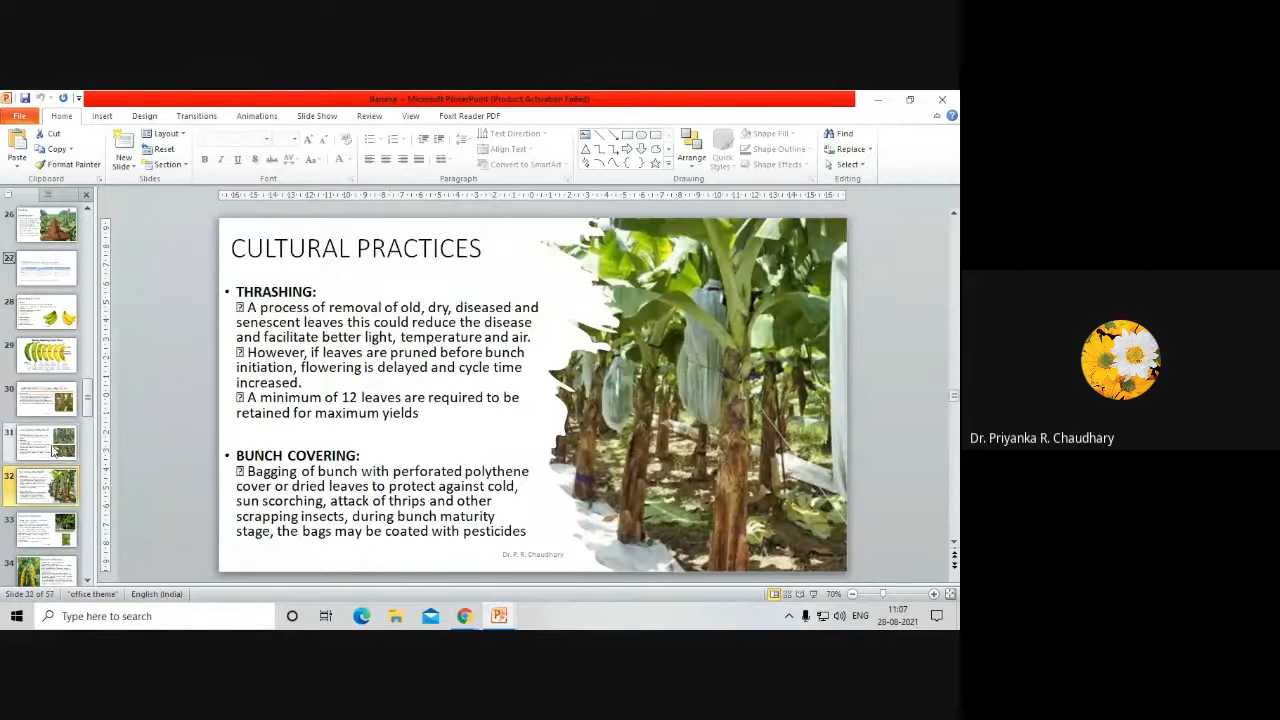 Banana - Microsoft PowerPoint (Product Activation Failed)
File Home Insert Design Transitions Animations Slide Show Review View Foxit Reader PDF
Cut
Copy
Format Painter
Paste
Clipboard
New
Slide
Layout
Reset
Section
Slides
Font
Text Direction
Align Text
Convert to SmartArt
Paragraph
Arrange
Quick
Styles
Shape Fill
Shape Outline
Shape Effects
Drawing
Find
Replace
Select
Editing
26
27
28
29
30
31
32
33
34
CULTURAL PRACTICES
• THRASHING:
A process of removal of old, dry, diseased and
senescent leaves this could reduce the disease
and facilitate better light, temperature and air.
However, if leaves are pruned before bunch
initiation, flowering is delayed and cycle time
increased.
A minimum of 12 leaves are required to be
retained for maximum yields
• BUNCH COVERING:
Bagging of bunch with perforated polythene
cover or dried leaves to protect against cold,
sun scorching, attack of thrips and other
scrapping insects, during bunch maturity
stage, the bags may be coated with pesticides
Dr. P. R. Chaudhary
Dr. Priyanka R. Chaudhary
Slide 32 of 57 "office theme" English (India) 70%
Type here to search
ENG
11:07
28-08-2021